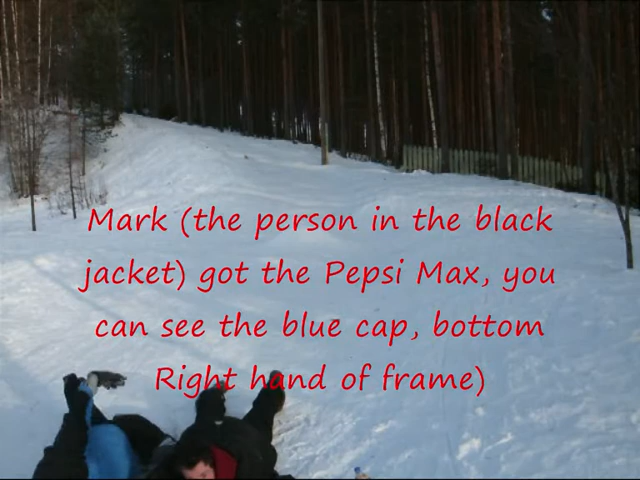 Mark (the person in the black
jacket) got the Pepsi Max, you
can see the blue cap, bottom
Right hand of frame)